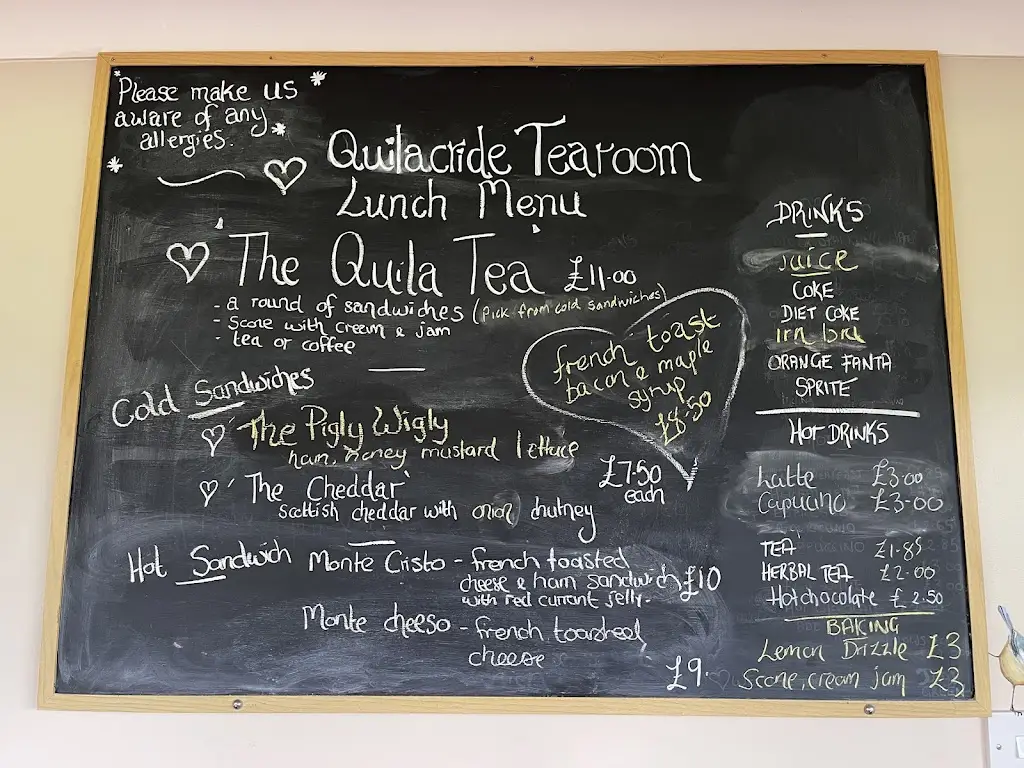 Please make us
aware of any
allergies.
Quilacride Tearoom
Lunch Menu
The Quila Tea £11.00
- a round of sandwiches (pick from cold sandwiches)
- Scone with cream & jam
- tea or coffee
french toast
bacon & maple
syrup
£8.50
Cold Sandwiches
The Pigly Wigly
ham, honey mustard lettuce
The Cheddar
scottish cheddar with onion chutney
£7.50
each
Hot Sandwich Monte Cristo - french toasted
cheese & ham sandwich £10
with red currant jelly.
Monte cheeso - french toasted
cheese
£9.
DRINKS
Juice
COKE
DIET COKE
irn bru
ORANGE FANTA
SPRITE
HOT DRINKS
Latte £3.00
Capucino £3.00
TEA £1.85
HERBAL TEA £2.00
Hot chocolate £2.50
BAKING
Lemon Drizzle £3
Scone, cream jam £3